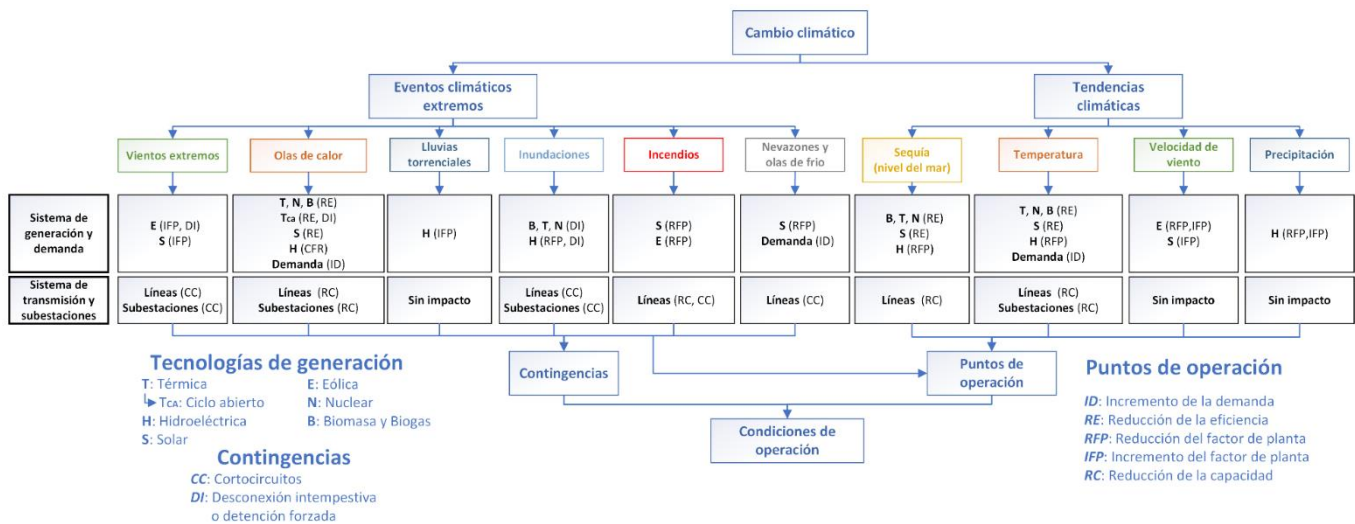 Cambio climático
Eventos climáticos
extremos
Tendencias
climáticas
Vientos extremos
Olas de calor
Lluvias
torrenciales
Inundaciones
Incendios
Nevazones y
olas de frio
Sequía
(nivel del mar)
Temperatura
Velocidad de
viento
Precipitación
Sistema de
generación y
demanda
E (IFP, DI)
S (IFP)
T, N, B (RE)
Tca (RE, DI)
S (RE)
H (CFR)
Demanda (ID)
H (IFP)
B, T, N (DI)
H (RFP, DI)
S (RFP)
E (RFP)
S (RFP)
Demanda (ID)
B, T, N (RE)
S (RE)
H (RFP)
T, N, B (RE)
S (RE)
H (RFP)
Demanda (ID)
E (RFP,IFP)
S (IFP)
H (RFP,IFP)
Sistema de
transmisión y
subestaciones
Líneas (CC)
Subestaciones (CC)
Líneas (RC)
Subestaciones (RC)
Sin impacto
Líneas (CC)
Subestaciones (CC)
Líneas (RC, CC)
Líneas (CC)
Líneas (RC)
Líneas (RC)
Subestaciones (RC)
Sin impacto
Sin impacto
Contingencias
Puntos de
operación
Condiciones de
operación
Tecnologías de generación
T: Térmica
TCA: Ciclo abierto
H: Hidroeléctrica
S: Solar
E: Eólica
N: Nuclear
B: Biomasa y Biogas
Contingencias
CC: Cortocircuitos
DI: Desconexión intempestiva
o detención forzada
Puntos de operación
ID: Incremento de la demanda
RE: Reducción de la eficiencia
RFP: Reducción del factor de planta
IFP: Incremento del factor de planta
RC: Reducción de la capacidad